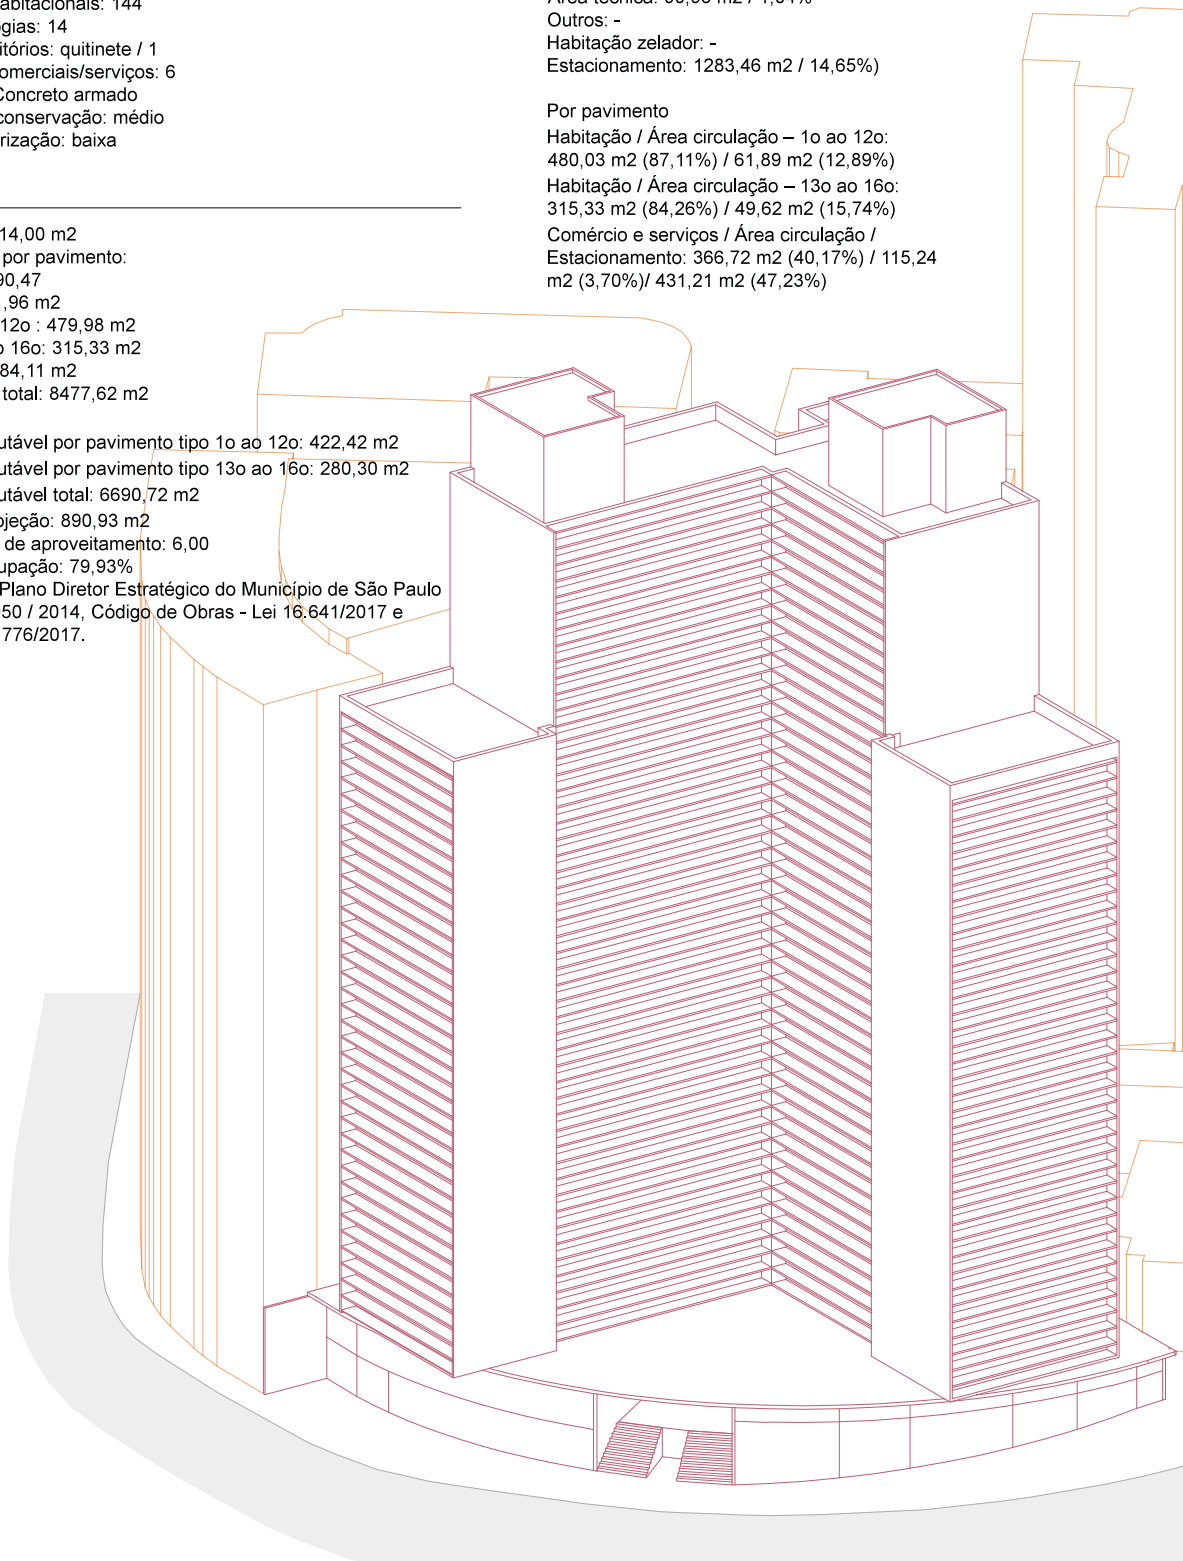 abitacionais: 144
ogias: 14
itórios: quitinete / 1
omerciais/serviços: 6
Concreto armado
conservação: médio
rização: baixa
14,00 m2
por pavimento:
90,47
,96 m2
12o : 479,98 m2
o 16o: 315,33 m2
84,11 m2
total: 8477,62 m2
utável por pavimento tipo 1o ao 12o: 422,42 m2
utável por pavimento tipo 13o ao 16o: 280,30 m2
utável total: 6690,72 m2
ojeção: 890,93 m2
de aproveitamento: 6,00
upação: 79,93%
Plano Diretor Estratégico do Município de São Paulo
50 / 2014, Código de Obras - Lei 16.641/2017 e
776/2017.
Outros: -
Habitação zelador: -
Estacionamento: 1283,46 m2 / 14,65%)
Por pavimento
Habitação / Área circulação – 1o ao 12o:
480,03 m2 (87,11%) / 61,89 m2 (12,89%)
Habitação / Área circulação – 13o ao 16o:
315,33 m2 (84,26%) / 49,62 m2 (15,74%)
Comércio e serviços / Área circulação /
Estacionamento: 366,72 m2 (40,17%) / 115,24
m2 (3,70%)/ 431,21 m2 (47,23%)